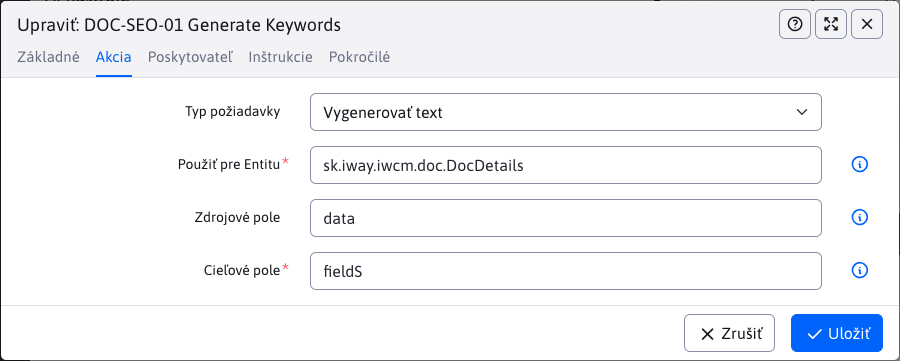 Upraviť: DOC-SEO-01 Generate Keywords
Základné Akcia Poskytovateľ Inštrukcie Pokročilé
Typ požiadavky Vygenerovať text
Použiť pre Entitu* sk.iway.iwcm.doc.DocDetails
Zdrojové pole data
Cieľové pole* fieldS
Zrušiť Uložiť